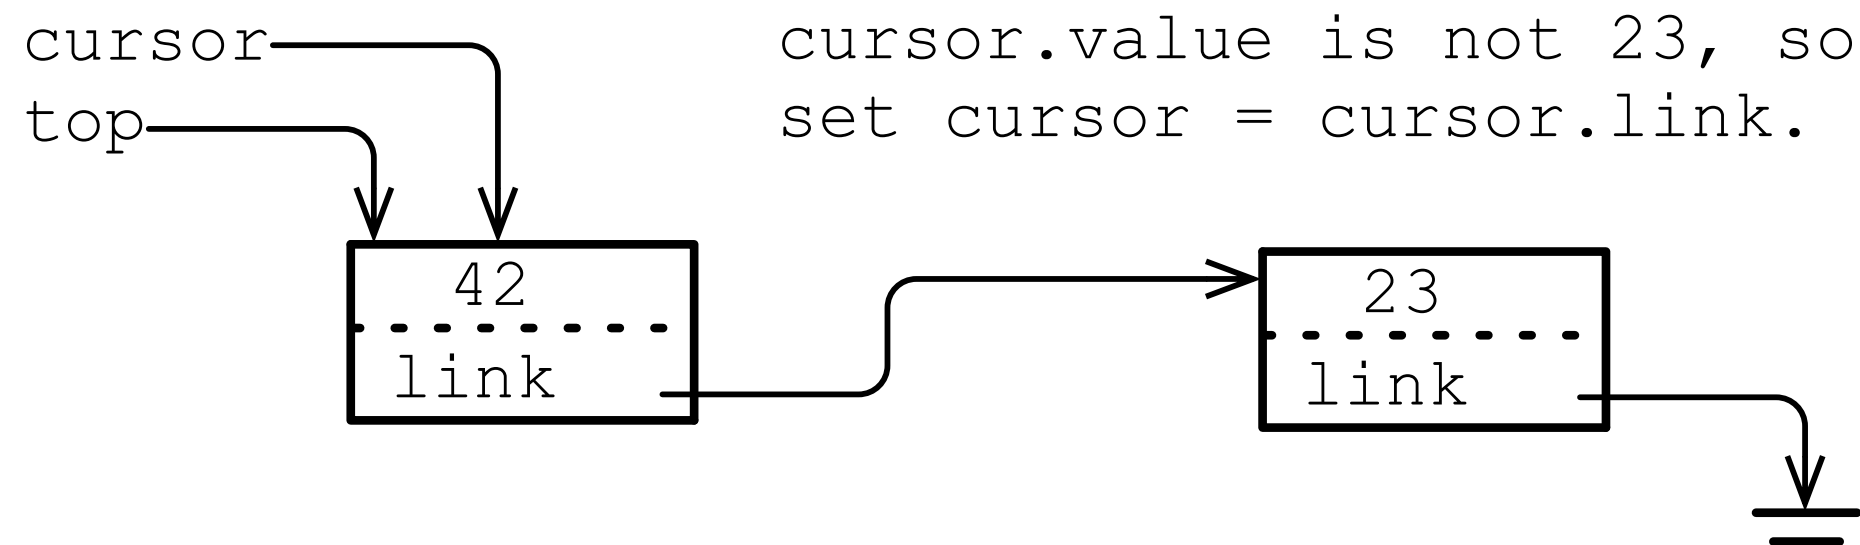 cursor
top
cursor.value is not 23, so
set cursor = cursor.link.
42
link
23
link